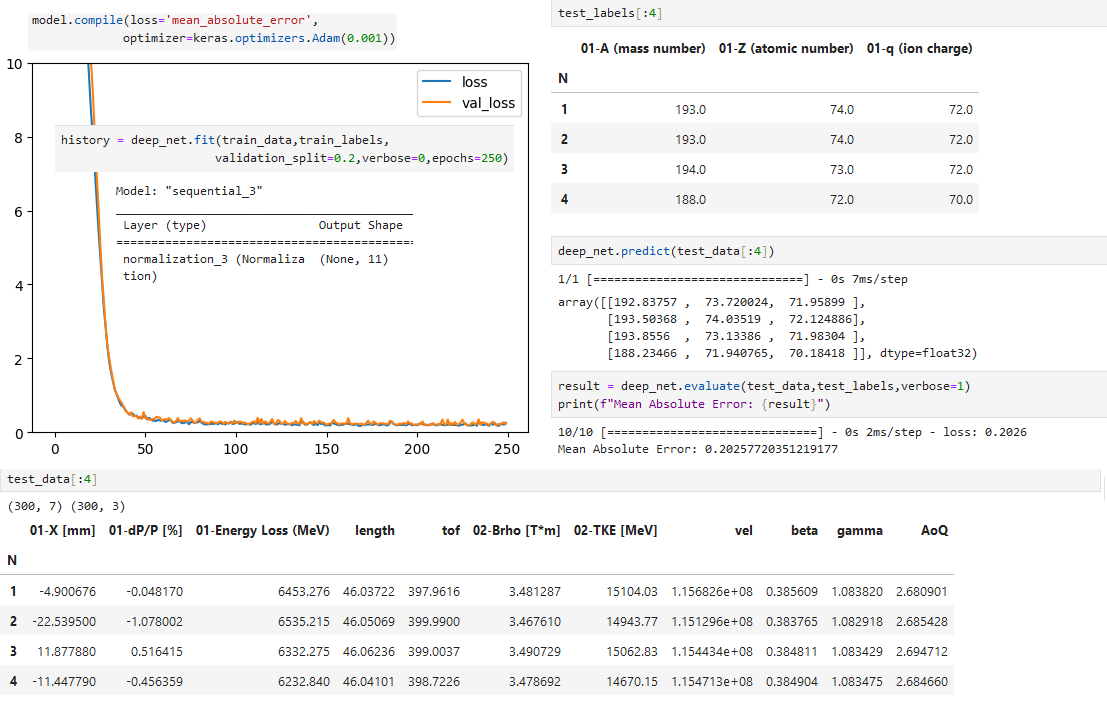 model.compile(loss='mean_absolute_error',
optimizer=keras.optimizers.Adam(0.001))
10
8
6
4
2
0
0 50 100 150 200 250
loss
val_loss
history = deep_net.fit(train_data,train_labels,
validation_split=0.2,verbose=0,epochs=250)
Model: "sequential_3"
Layer (type) Output Shape
=========================================
normalization_3 (Normaliza (None, 11)
tion)
test_labels[:4]
01-A (mass number) 01-Z (atomic number) 01-q (ion charge)
N
1 193.0 74.0 72.0
2 193.0 74.0 72.0
3 194.0 73.0 72.0
4 188.0 72.0 70.0
deep_net.predict(test_data[:4])
1/1 [==============================] - 0s 7ms/step
array([[192.83757 , 73.720024, 71.95899 ],
[193.50368 , 74.03519 , 72.124886],
[193.8556 , 73.13386 , 71.98304 ],
[188.23466 , 71.940765, 70.18418 ]], dtype=float32)
result = deep_net.evaluate(test_data,test_labels,verbose=1)
print(f"Mean Absolute Error: {result}")
10/10 [==============================] - 0s 2ms/step - loss: 0.2026
Mean Absolute Error: 0.20257720351219177
test_data[:4]
(300, 7) (300, 3)
01-X [mm] 01-dP/P [%] 01-Energy Loss (MeV) length tof 02-Brho [T*m] 02-TKE [MeV] vel beta gamma AoQ
N
1 -4.900676 -0.048170 6453.276 46.03722 397.9616 3.481287 15104.03 1.156826e+08 0.385609 1.083820 2.680901
2 -22.539500 -1.078002 6535.215 46.05069 399.9900 3.467610 14943.77 1.151296e+08 0.383765 1.082918 2.685428
3 11.877880 0.516415 6332.275 46.06236 399.0037 3.490729 15062.83 1.154434e+08 0.384811 1.083429 2.694712
4 -11.447790 -0.456359 6232.840 46.04101 398.7226 3.478692 14670.15 1.154713e+08 0.384904 1.083475 2.684660